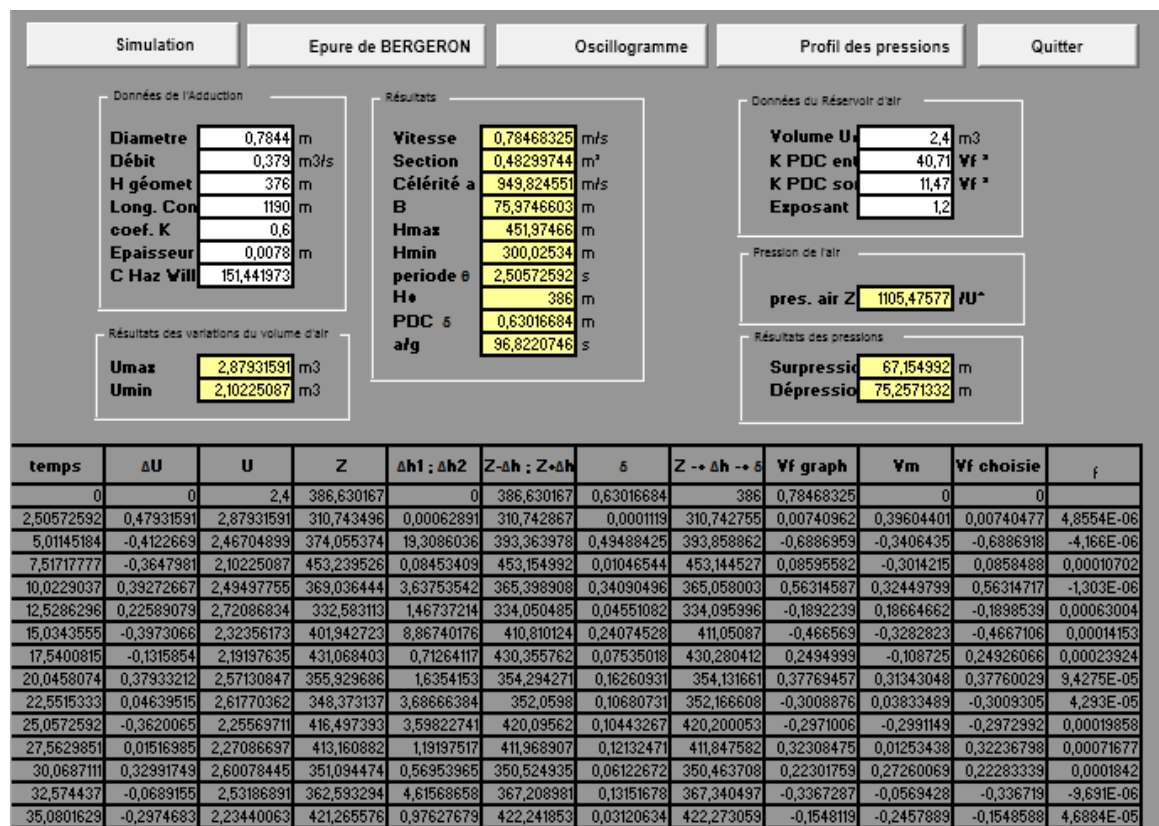 Simulation Epure de BERGERON Oscillogramme Profil des pressions Quitter
Données de l'Adduction
Diametre 0,7844 m
Débit 0,379 m3/s
H géomet 376 m
Long. Con 1190 m
coef. K 0,6
Epaisseur 0,0078 m
C Haz Will 151,441973
Résultats
Vitesse 0,78468325 m/s
Section 0,48299744 m²
Célérité a 949,824551 m/s
B 75,9746603 m
Hmax 451,97466 m
Hmin 300,02534 m
periode θ 2,50572592 s
H• 386 m
PDC δ 0,63016684 m
a/g 96,8220746 s
Données du Réservoir d'air
Volume U 2,4 m3
K PDC ent 40,71 Vf ²
K PDC so 11,47 Vf ²
Exposant 1,2
Pression de l'air
pres. air Z 1105,47577 /U^
Résultats des variations du volume d'air
Umax 2,87931591 m3
Umin 2,10225087 m3
Résultats des pressions
Surpressio 67,154992 m
Dépressio 75,2571332 m
temps ΔU U Z Δh1 ; Δh2 Z-Δh ; Z+Δh δ Z -+ Δh -+ δ Vf graph Vm Vf choisie f
0 0 2,4 386,630167 0 386,630167 0,63016684 386 0,78468325 0 0
2,50572592 0,47931591 2,87931591 310,743496 0,00062891 310,742867 0,0001119 310,742755 0,00740962 0,39604401 0,00740477 4,8554E-06
5,01145184 -0,4122669 2,46704899 374,055374 19,3086036 393,363978 0,49488425 393,858862 -0,6886959 -0,3406435 -0,6886918 -4,166E-06
7,51717777 -0,3647981 2,10225087 453,239526 0,08453409 453,154992 0,01046544 453,144527 0,08595582 -0,3014215 0,0858488 0,00010702
10,0229037 0,39272667 2,49497755 369,036444 3,63753542 365,398908 0,34090496 365,058003 0,56314587 0,32449799 0,56314717 -1,303E-06
12,5286296 0,22589079 2,72086834 332,583113 1,46737214 334,050485 0,04551082 334,095996 -0,1892239 0,18664662 -0,1898539 0,00063004
15,0343555 -0,3973066 2,32356173 401,942723 8,86740176 410,810124 0,24074528 411,05087 -0,466569 -0,3282823 -0,4667106 0,00014153
17,5400815 -0,1315854 2,19197635 431,068403 0,71264117 430,355762 0,07535018 430,280412 0,2494999 -0,108725 0,24926066 0,00023924
20,0458074 0,37933212 2,57130847 355,929686 1,6354153 354,294271 0,16260931 354,131661 0,37769457 0,31343048 0,37760029 9,4275E-05
22,5515333 0,04639515 2,61770362 348,373137 3,68666384 352,0598 0,10680731 352,166608 -0,3008876 0,03833489 -0,3009305 4,293E-05
25,0572592 -0,3620065 2,25569711 416,497393 3,59822741 420,09562 0,10443267 420,200053 -0,2971006 -0,2991149 -0,2972992 0,00019858
27,5629851 0,01516985 2,27086697 413,160882 1,19197517 411,968907 0,12132471 411,847582 0,32308475 0,01253438 0,32236798 0,00071677
30,0687111 0,32991749 2,60078445 351,094474 0,56953965 350,524935 0,06122672 350,463708 0,22301759 0,27260069 0,22283339 0,0001842
32,574437 -0,0689155 2,53186891 362,593294 4,61568658 367,208981 0,13151678 367,340497 -0,3367287 -0,0569428 -0,336719 -9,691E-06
35,0801629 -0,2974683 2,23440063 421,265576 0,97627679 422,241853 0,03120634 422,273059 -0,1548119 -0,2457889 -0,1548588 4,6884E-05